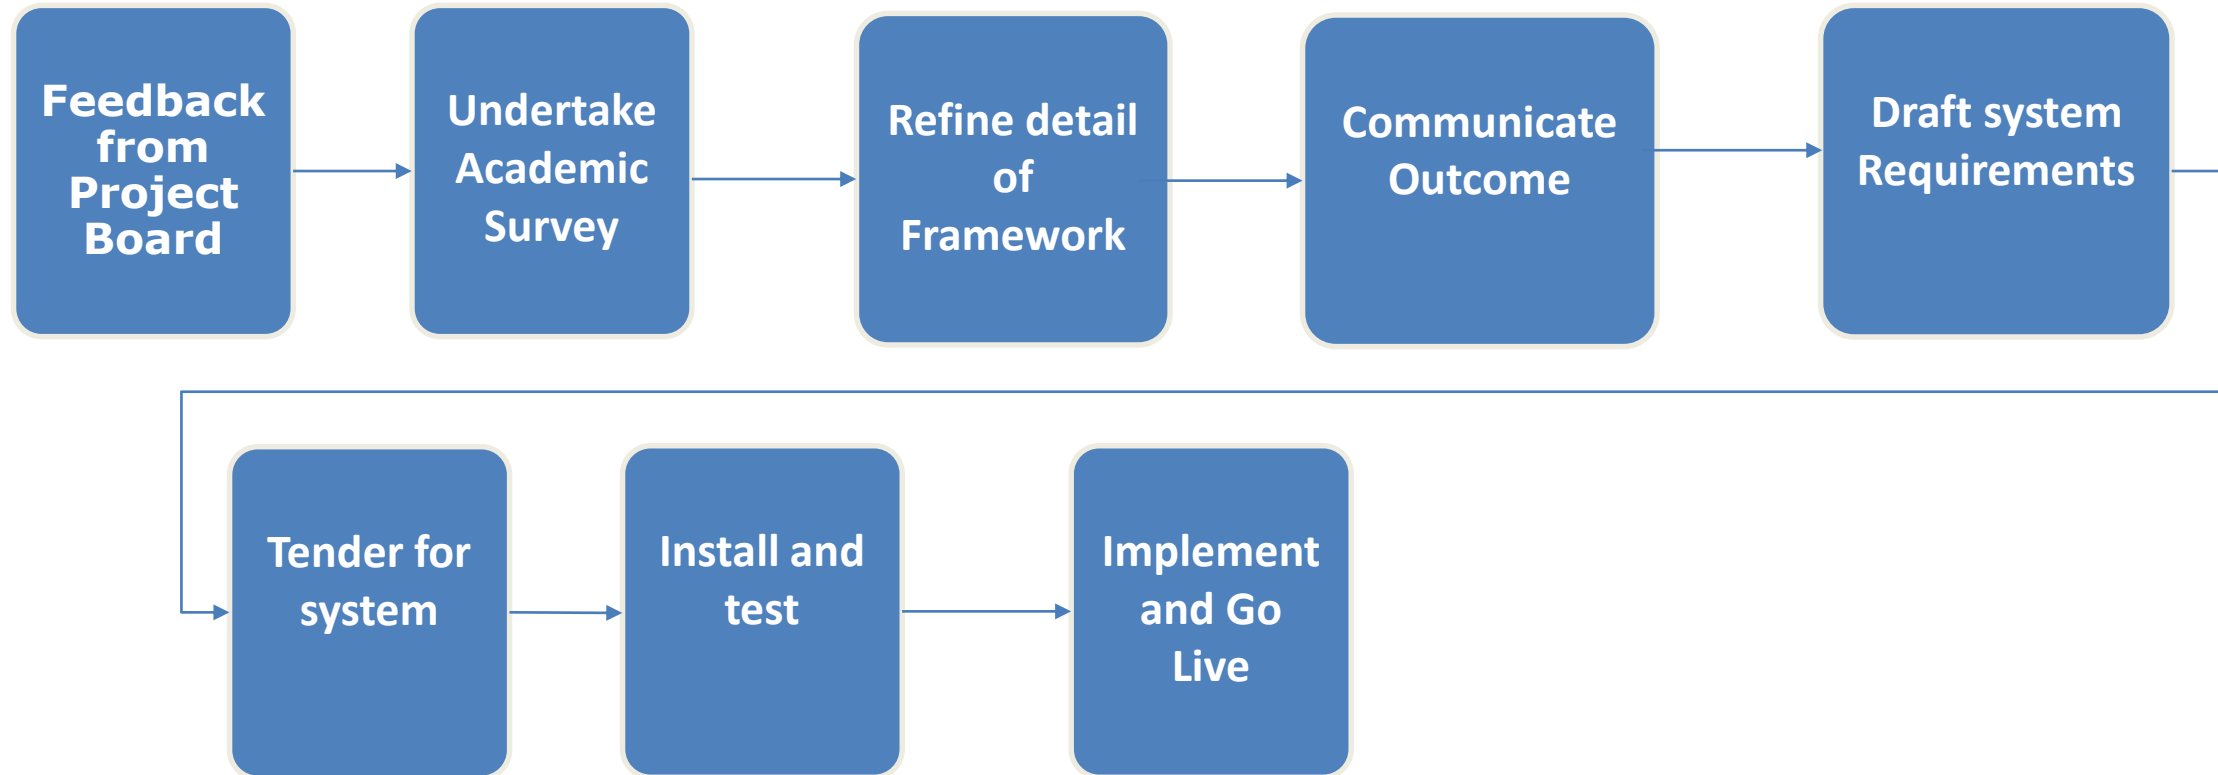 Feedback
from
Project
Board
Undertake
Academic
Survey
Refine detail
of
Framework
Communicate
Outcome
Draft system
Requirements
Tender for
system
Install and
test
Implement
and Go
Live